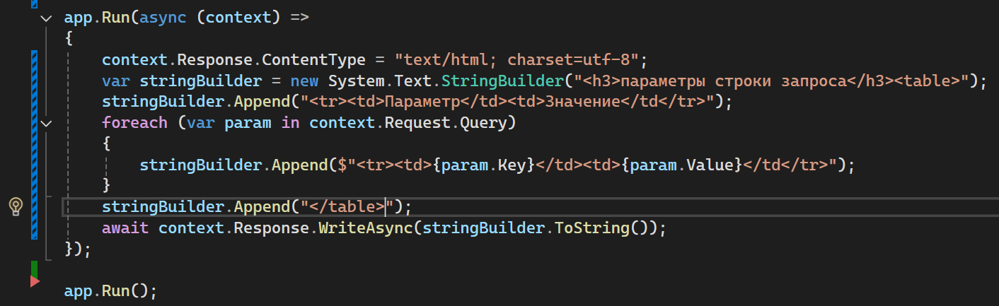 app.Run(async (context) =>
{
context.Response.ContentType = "text/html; charset=utf-8";
var stringBuilder = new System.Text.StringBuilder("<h3>параметры строки запроса</h3><table>");
stringBuilder.Append("<tr><td>Параметр</td><td>Значение</td</tr>");
foreach (var param in context.Request.Query)
{
stringBuilder.Append($"<tr><td>{param.Key}</td><td>{param.Value}</td</tr>");
}
stringBuilder.Append("</table>");
await context.Response.WriteAsync(stringBuilder.ToString());
});
app.Run();